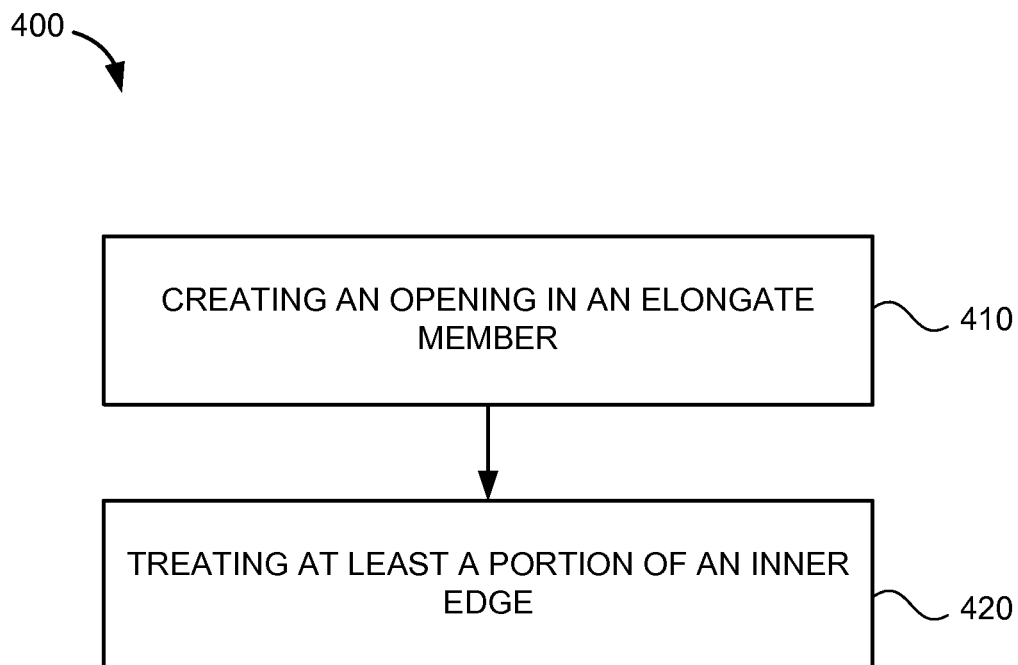 400
CREATING AN OPENING IN AN ELONGATE
MEMBER
410
TREATING AT LEAST A PORTION OF AN INNER
EDGE
420